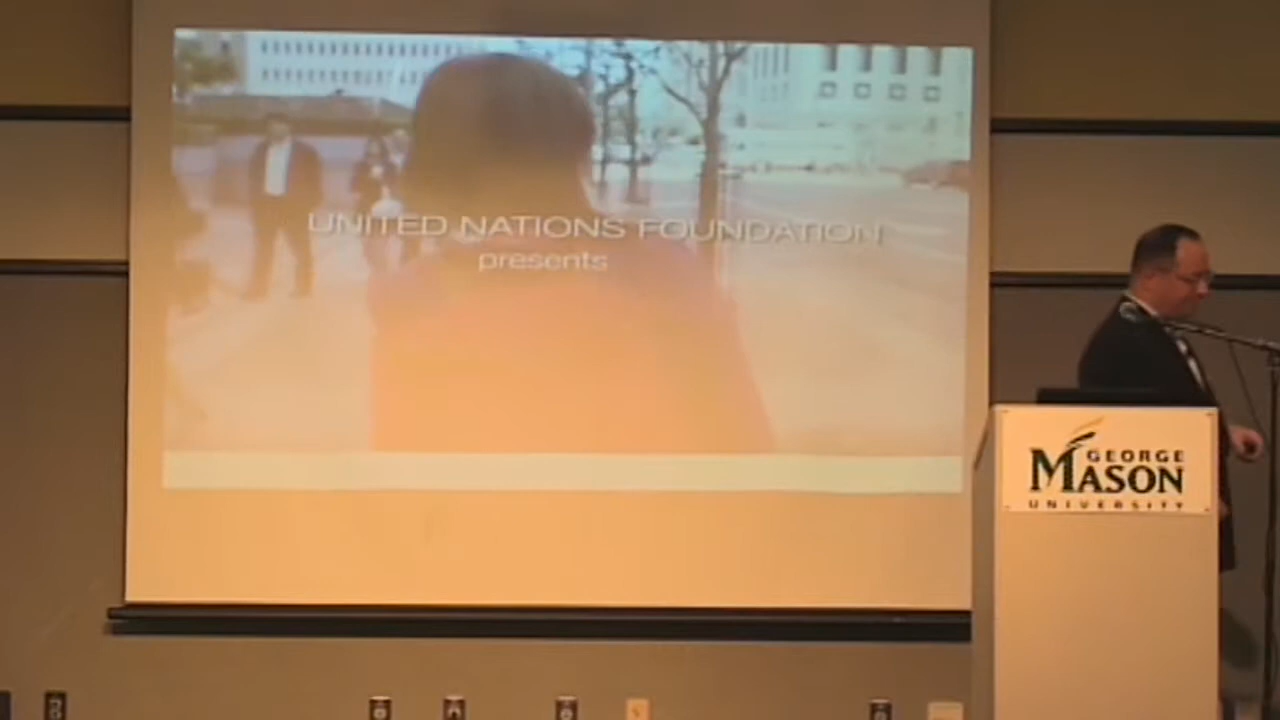 UNITED NATIONS FOUNDATION
presents
GEORGE
MASON
UNIVERSITY